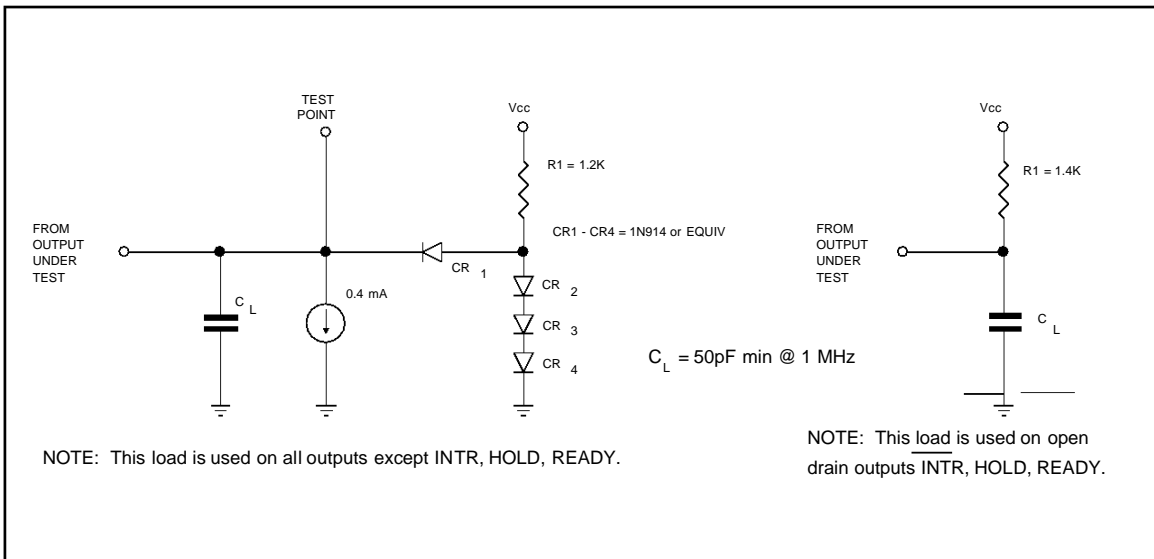 TEST
POINT
Vcc
R1 = 1.2K
FROM
OUTPUT
UNDER
TEST
CR1 - CR4 = 1N914 or EQUIV
CR 1
C L
0.4 mA
CR 2
CR 3
CR 4
NOTE: This load is used on all outputs except INTR, HOLD, READY.
C L = 50pF min @ 1 MHz
Vcc
R1 = 1.4K
FROM
OUTPUT
UNDER
TEST
C L
NOTE: This load is used on open
drain outputs INTR, HOLD, READY.